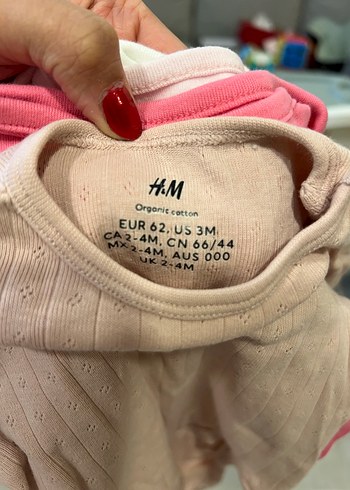 H&M
Organic cotton
EUR 62, US 3M
CA 2-4M, CN 66/44
MX 2-4M, AUS 000
UK 2-4M